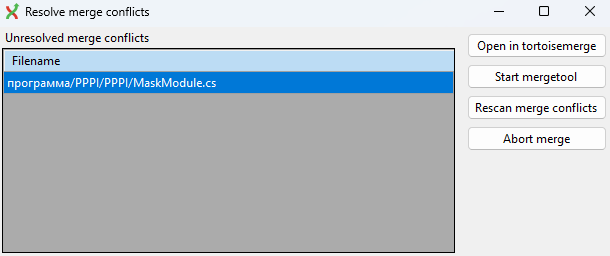 Resolve merge conflicts
Unresolved merge conflicts
Filename
программа/PPPI/PPPI/MaskModule.cs
Open in tortoisemerge
Start mergetool
Rescan merge conflicts
Abort merge